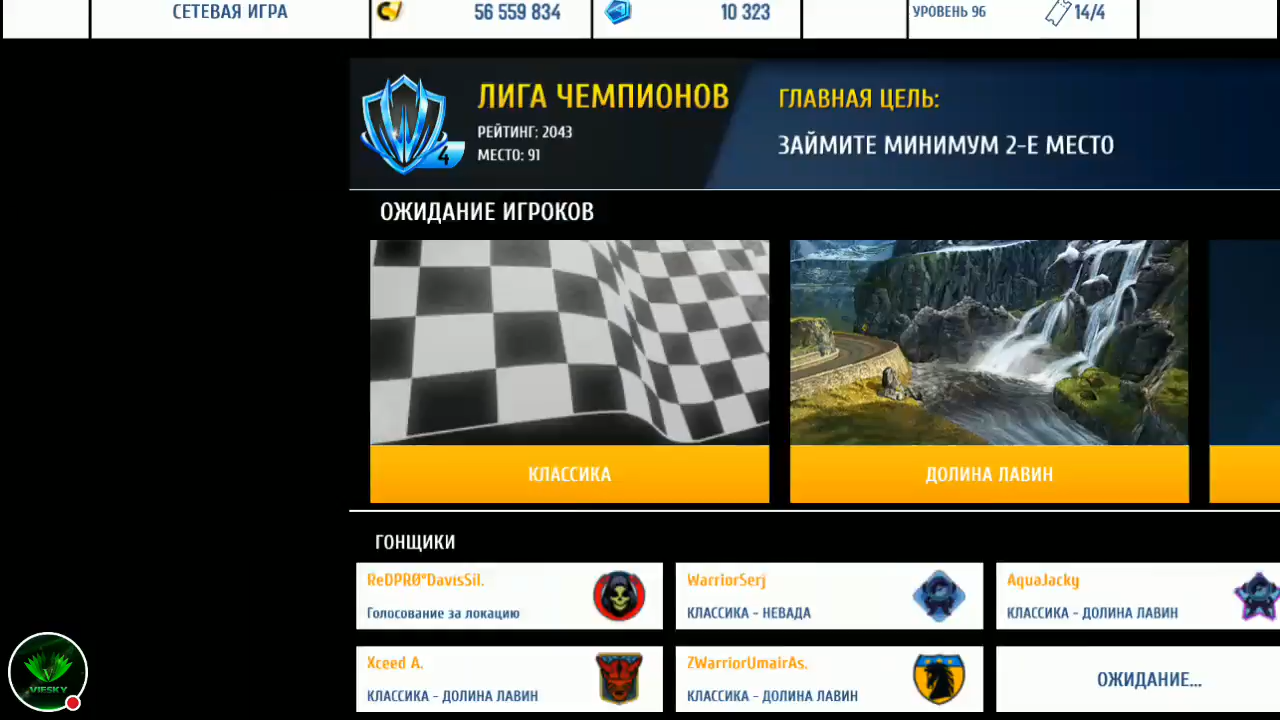 СЕТЕВАЯ ИГРА
56 559 834
10 323
УРОВЕНЬ 96
14/4
ЛИГА ЧЕМПИОНОВ
РЕЙТИНГ: 2043
МЕСТО: 91
4
ГЛАВНАЯ ЦЕЛЬ:
ЗАЙМИТЕ МИНИМУМ 2-Е МЕСТО
ОЖИДАНИЕ ИГРОКОВ
КЛАССИКА
ДОЛИНА ЛАВИН
ГОНЩИКИ
ReDPRØ°DavisSil.
Голосование за локацию
WarriorSerj
КЛАССИКА - НЕВАДА
AquaJacky
КЛАССИКА - ДОЛИНА ЛАВИН
Xceed A.
КЛАССИКА - ДОЛИНА ЛАВИН
ZWarriorUmairAs.
КЛАССИКА - ДОЛИНА ЛАВИН
ОЖИДАНИЕ...
VIESKY